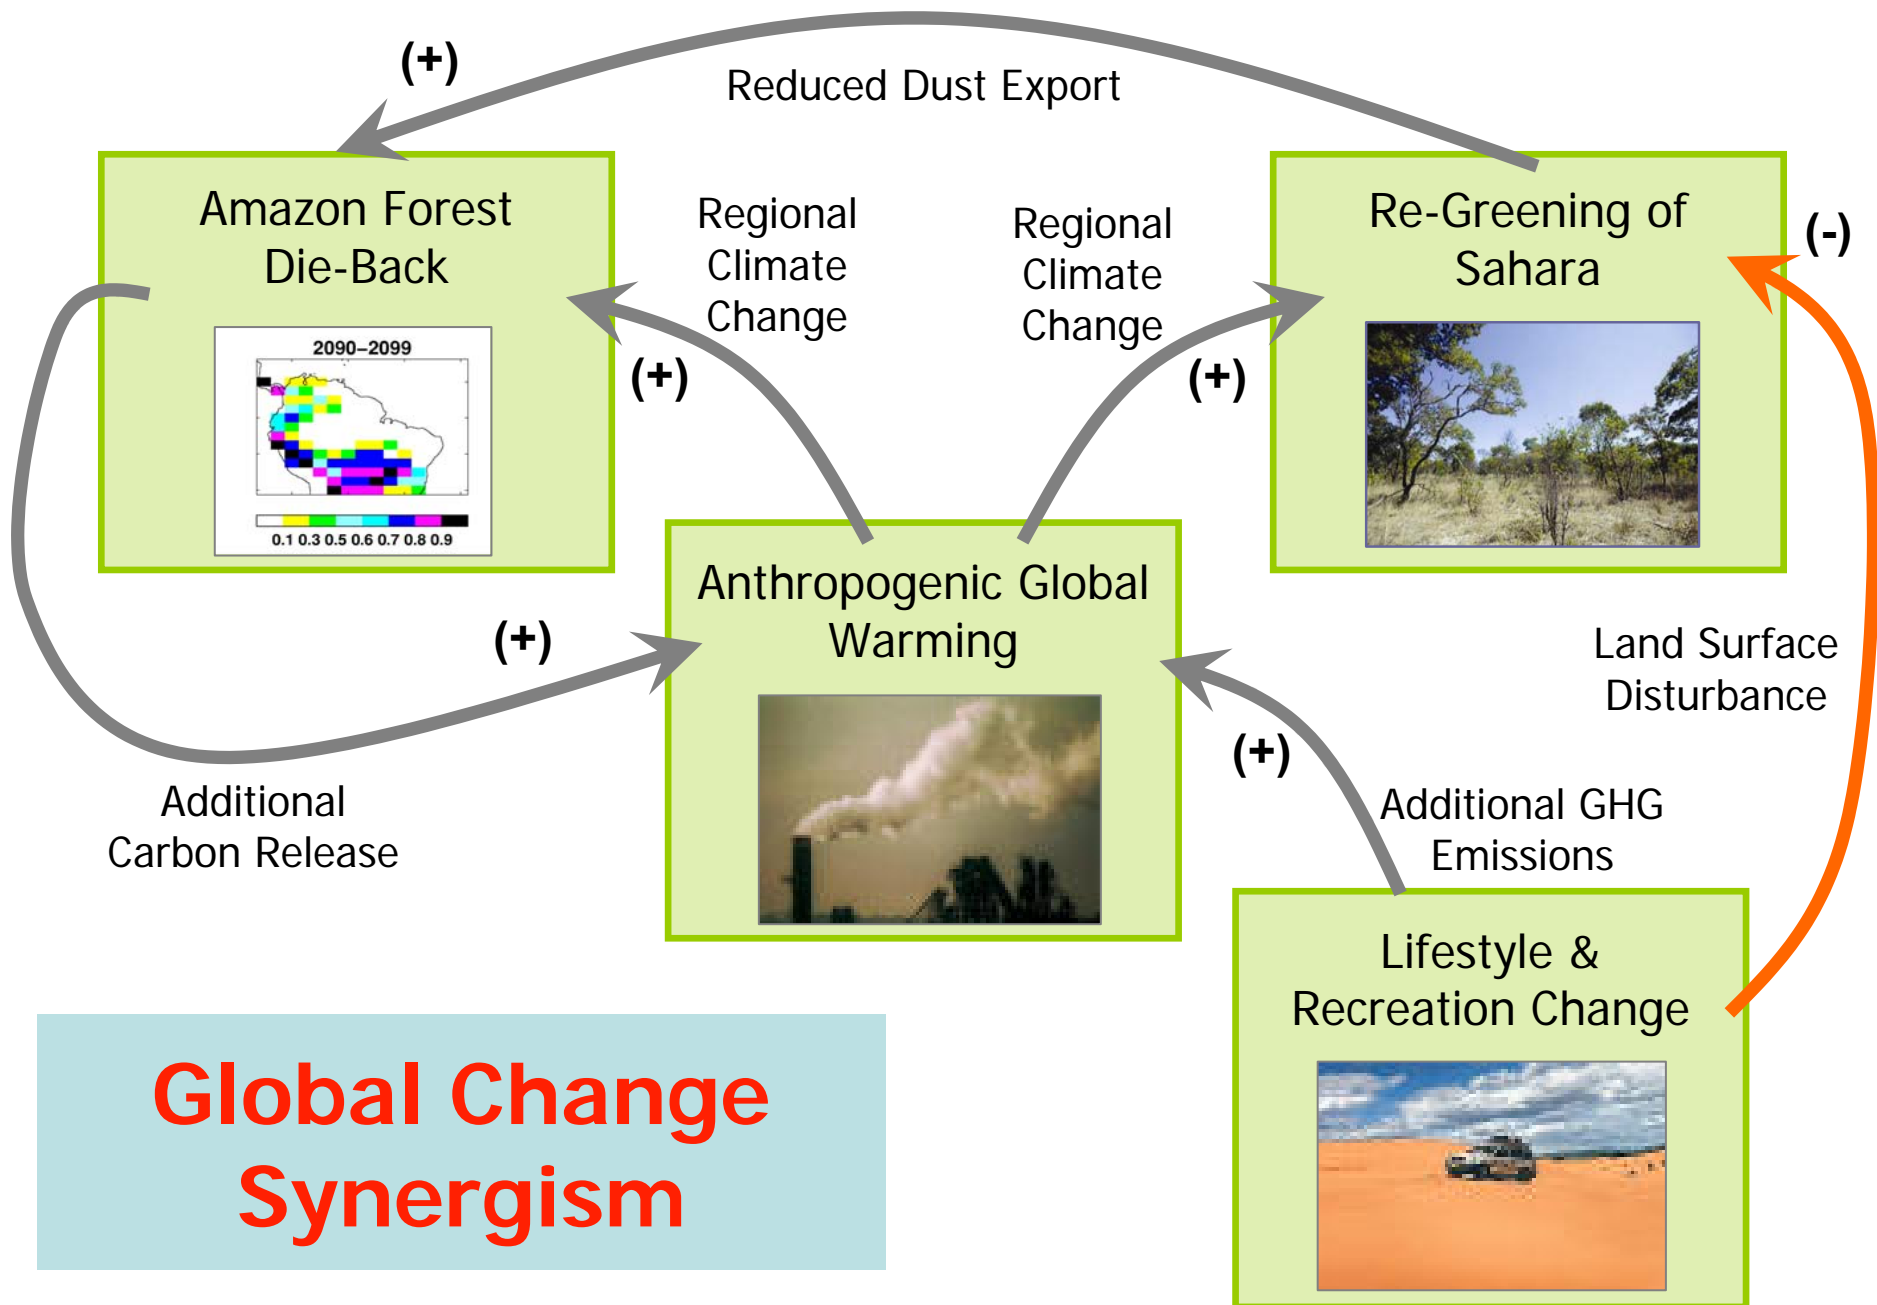 (+)
Reduced Dust Export
Amazon Forest
Die-Back
2090–2099
0.1 0.3 0.5 0.6 0.7 0.8 0.9
Regional
Climate
Change
(+)
Regional
Climate
Change
(+)
Re-Greening of
Sahara
(-)
Anthropogenic Global
Warming
(+)
Additional
Carbon Release
Land Surface
Disturbance
(+)
Additional GHG
Emissions
Lifestyle &
Recreation Change
Global Change
Synergism